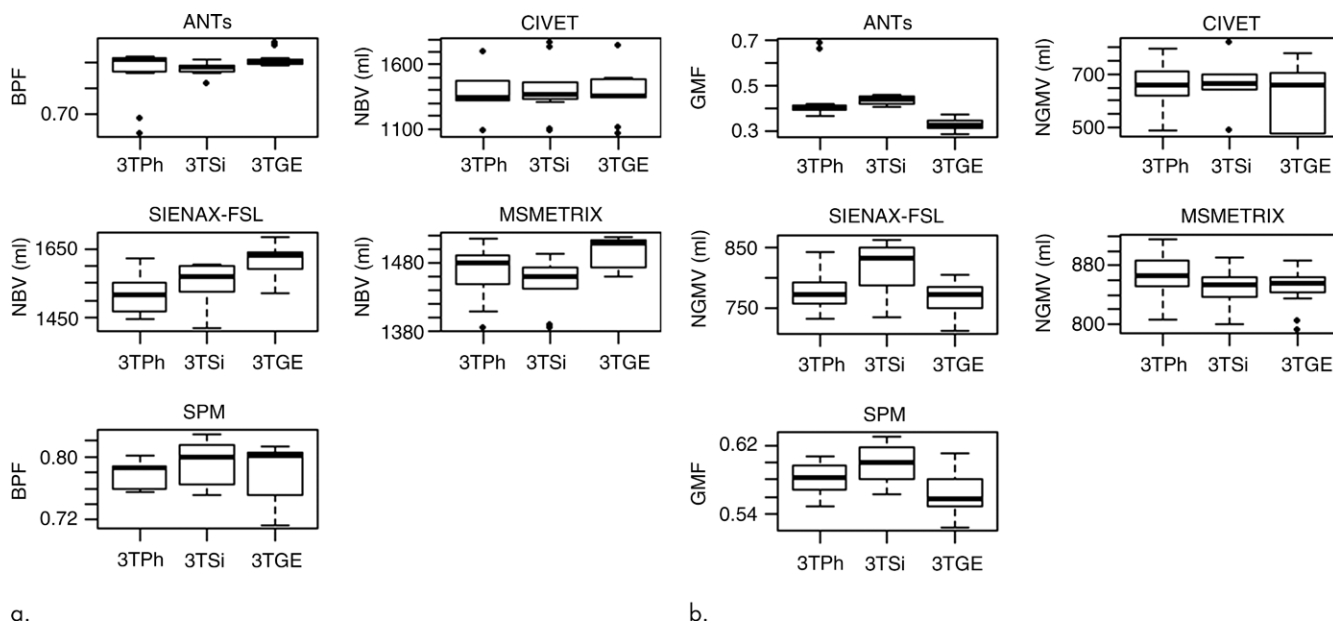 ANTs
BPF
0.70
3TPh 3TSi 3TGE
CIVET
NBV (ml)
1600
1100
3TPh 3TSi 3TGE
SIENAX-FSL
NBV (ml)
1650
1450
3TPh 3TSi 3TGE
MSMETRIX
NBV (ml)
1480
1380
3TPh 3TSi 3TGE
SPM
BPF
0.80
0.72
3TPh 3TSi 3TGE
a.
ANTs
GMF
0.7
0.5
0.3
3TPh 3TSi 3TGE
CIVET
NGMV (ml)
700
500
3TPh 3TSi 3TGE
SIENAX-FSL
NGMV (ml)
850
750
3TPh 3TSi 3TGE
MSMETRIX
NGMV (ml)
880
800
3TPh 3TSi 3TGE
SPM
GMF
0.62
0.54
3TPh 3TSi 3TGE
b.